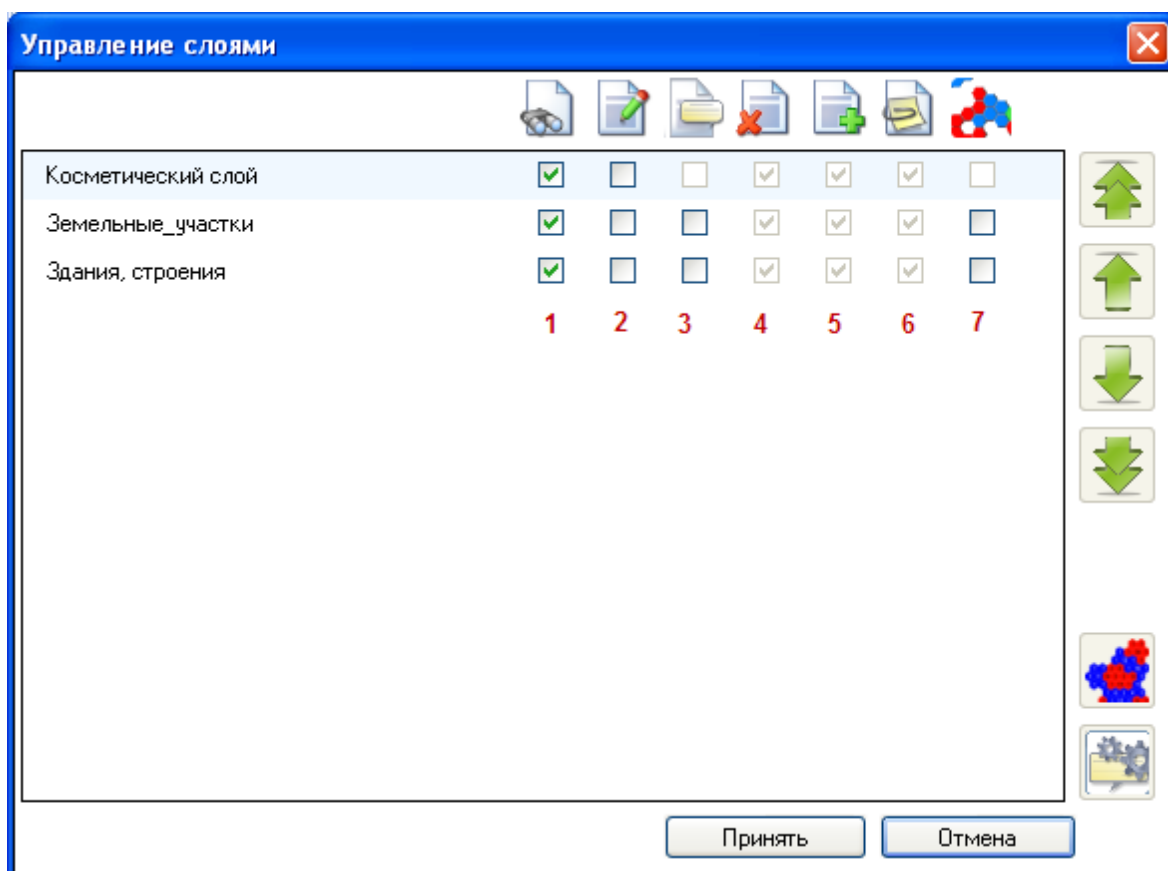 Управление слоями
Косметический слой
Земельные_участки
Здания, строения
1 2 3 4 5 6 7
Принять Отмена